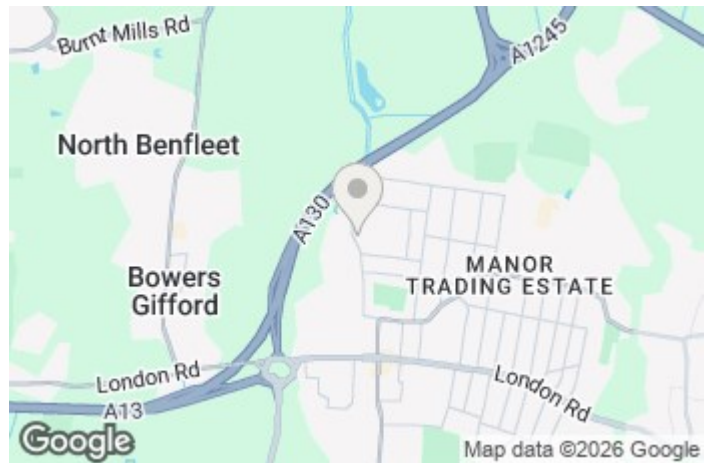 Burnt Mills Rd
A1245
North Benfleet
A130
MANOR
TRADING ESTATE
Bowers
Gifford
London Rd
London Rd
A13
Google
Map data ©2026 Google